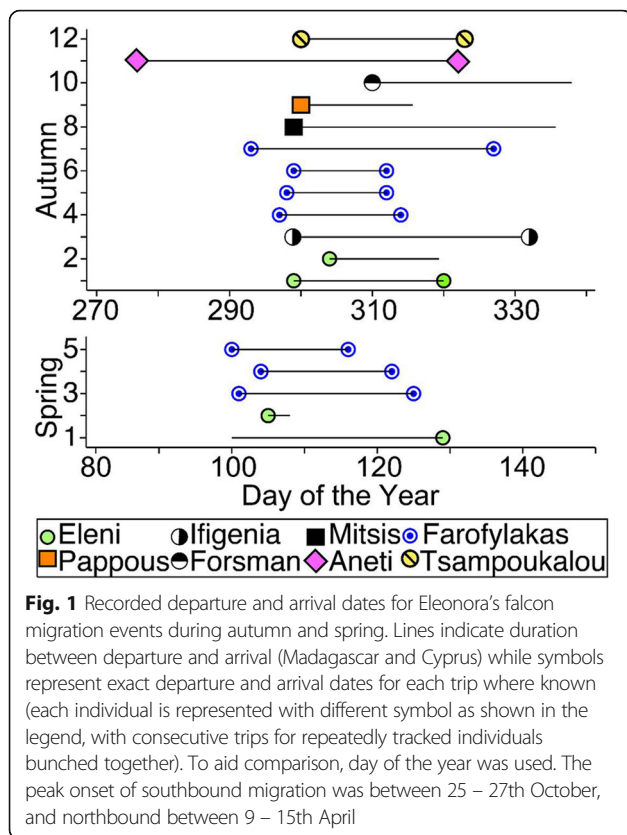 12
10
8
6
4
2
Autumn
270 290 310 330
5
3
1
Spring
80 100 120 140
Day of the Year
Eleni Ifigenia Mitsis Farofylakas
Pappous Forsman Aneti Tsampoukalou
Fig. 1 Recorded departure and arrival dates for Eleonora’s falcon
migration events during autumn and spring. Lines indicate duration
between departure and arrival (Madagascar and Cyprus) while symbols
represent exact departure and arrival dates for each trip where known
(each individual is represented with different symbol as shown in the
legend, with consecutive trips for repeatedly tracked individuals
bunched together). To aid comparison, day of the year was used. The
peak onset of southbound migration was between 25 – 27th October,
and northbound between 9 – 15th April